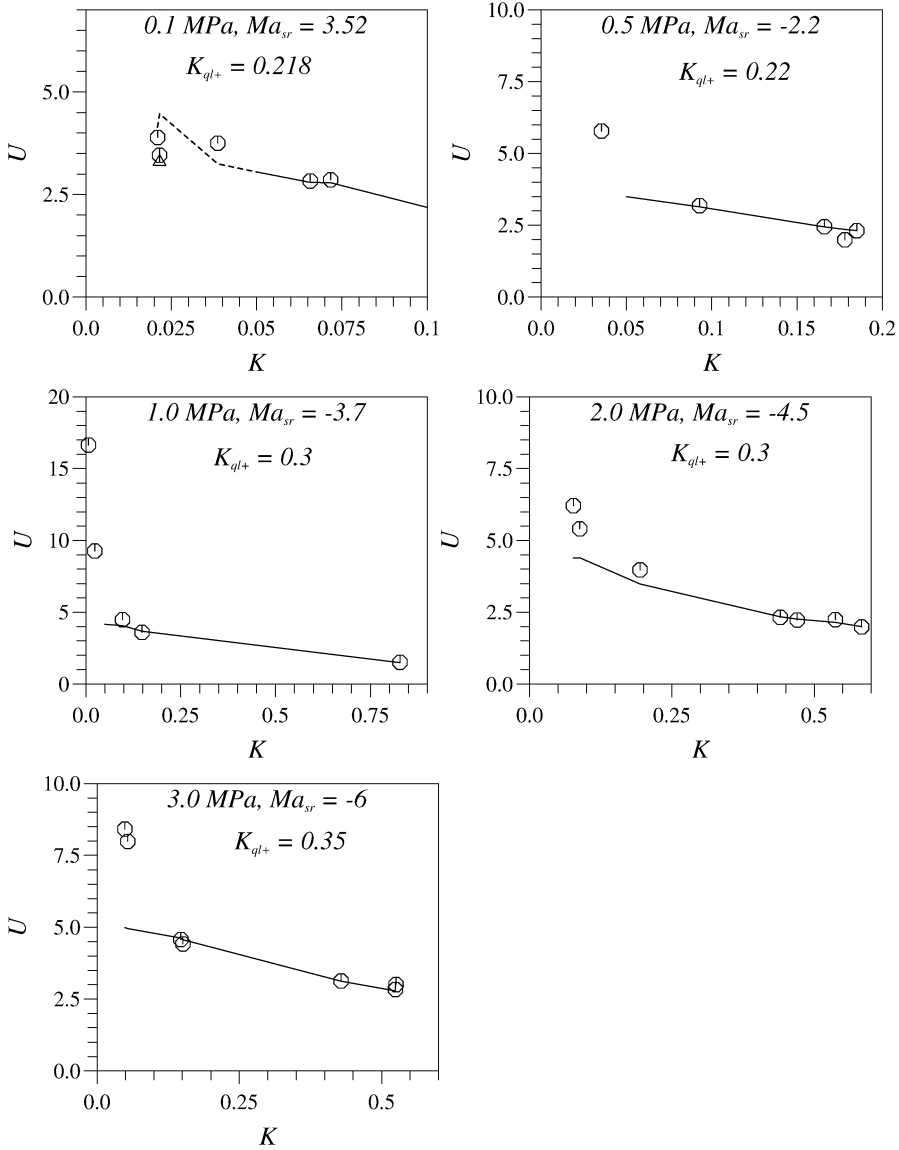 0.1 MPa, Ma_sr = 3.52
K_ql+ = 0.218
5.0
2.5
0.0
U
0.0 0.025 0.05 0.075 0.1
K
0.5 MPa, Ma_sr = -2.2
K_ql+ = 0.22
10.0
7.5
5.0
2.5
0.0
U
0.0 0.05 0.1 0.15 0.2
K
1.0 MPa, Ma_sr = -3.7
K_ql+ = 0.3
20
15
10
5
0
U
0.0 0.25 0.5 0.75
K
2.0 MPa, Ma_sr = -4.5
K_ql+ = 0.3
10.0
7.5
5.0
2.5
0.0
U
0.0 0.25 0.5
K
3.0 MPa, Ma_sr = -6
K_ql+ = 0.35
10.0
7.5
5.0
2.5
0.0
U
0.0 0.25 0.5
K